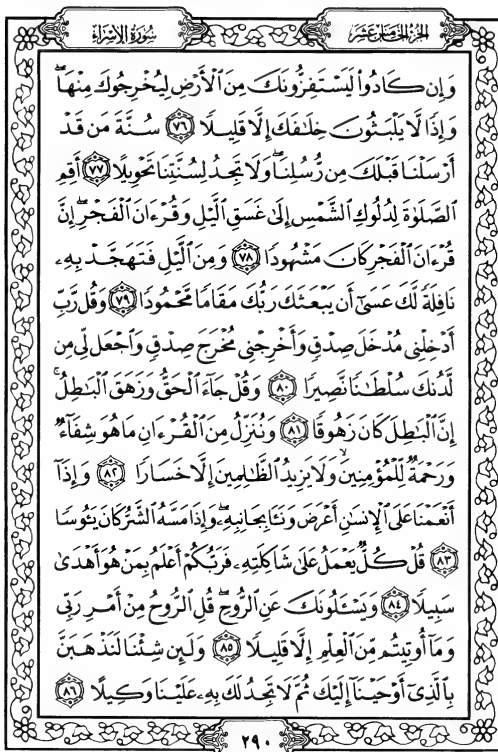 الجزء الخامس عشر
سورة الإسراء
وَإِن كَادُوا۟ لَيَسْتَفِزُّونَكَ مِنَ ٱلْأَرْضِ لِيُخْرِجُوكَ مِنْهَا ۖ
وَإِذًا لَّا يَلْبَثُونَ خِلَـٰفَكَ إِلَّا قَلِيلًا ٧٦ سُنَّةَ مَن قَدْ
أَرْسَلْنَا قَبْلَكَ مِن رُّسُلِنَا ۖ وَلَا تَجِدُ لِسُنَّتِنَا تَحْوِيلًا ٧٧ أَقِمِ
ٱلصَّلَوٰةَ لِدُلُوكِ ٱلشَّمْسِ إِلَىٰ غَسَقِ ٱلَّيْلِ وَقُرْءَانَ ٱلْفَجْرِ ۖ إِنَّ
قُرْءَانَ ٱلْفَجْرِ كَانَ مَشْهُودًا ٧٨ وَمِنَ ٱلَّيْلِ فَتَهَجَّدْ بِهِۦ
نَافِلَةً لَّكَ عَسَىٰٓ أَن يَبْعَثَكَ رَبُّكَ مَقَامًا مَّحْمُودًا ٧٩ وَقُل رَّبِّ
أَدْخِلْنِى مُدْخَلَ صِدْقٍ وَأَخْرِجْنِى مُخْرَجَ صِدْقٍ وَٱجْعَل لِّى مِن
لَّدُنكَ سُلْطَـٰنًا نَّصِيرًا ٨٠ وَقُلْ جَآءَ ٱلْحَقُّ وَزَهَقَ ٱلْبَـٰطِلُ ۚ
إِنَّ ٱلْبَـٰطِلَ كَانَ زَهُوقًا ٨١ وَنُنَزِّلُ مِنَ ٱلْقُرْءَانِ مَا هُوَ شِفَآءٌ
وَرَحْمَةٌ لِّلْمُؤْمِنِينَ ۙ وَلَا يَزِيدُ ٱلظَّـٰلِمِينَ إِلَّا خَسَارًا ٨٢ وَإِذَآ
أَنْعَمْنَا عَلَى ٱلْإِنسَـٰنِ أَعْرَضَ وَنَـَٔا بِجَانِبِهِۦ ۖ وَإِذَا مَسَّهُ ٱلشَّرُّ كَانَ يَـُٔوسًا
٨٣ قُلْ كُلٌّ يَعْمَلُ عَلَىٰ شَاكِلَتِهِۦ فَرَبُّكُمْ أَعْلَمُ بِمَنْ هُوَ أَهْدَىٰ
سَبِيلًا ٨٤ وَيَسْـَٔلُونَكَ عَنِ ٱلرُّوحِ ۖ قُلِ ٱلرُّوحُ مِنْ أَمْرِ رَبِّى
وَمَآ أُوتِيتُم مِّنَ ٱلْعِلْمِ إِلَّا قَلِيلًا ٨٥ وَلَئِن شِئْنَا لَنَذْهَبَنَّ
بِٱلَّذِىٓ أَوْحَيْنَآ إِلَيْكَ ثُمَّ لَا تَجِدُ لَكَ بِهِۦ عَلَيْنَا وَكِيلًا ٨٦
٢٩٠